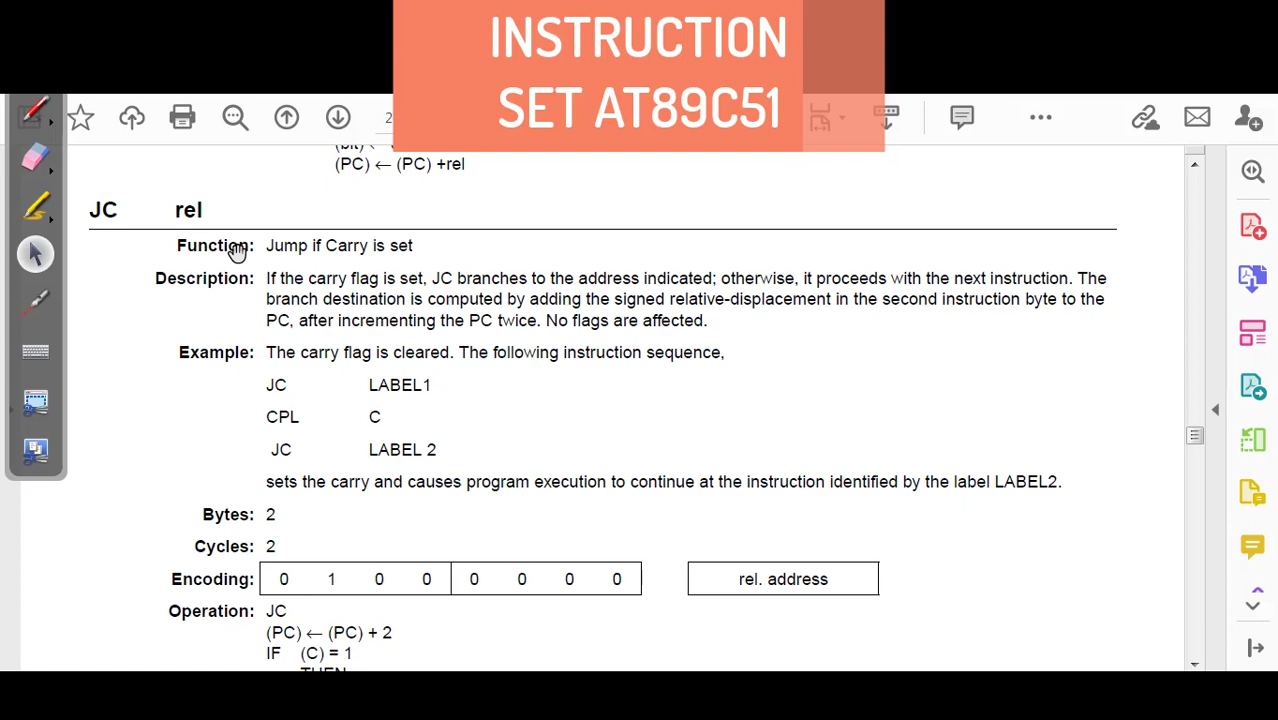 INSTRUCTION
SET AT89C51
2
(PC) ← (PC) +rel
JC rel
Function: Jump if Carry is set
Description: If the carry flag is set, JC branches to the address indicated; otherwise, it proceeds with the next instruction. The
branch destination is computed by adding the signed relative-displacement in the second instruction byte to the
PC, after incrementing the PC twice. No flags are affected.
Example: The carry flag is cleared. The following instruction sequence,
JC LABEL1
CPL C
JC LABEL 2
sets the carry and causes program execution to continue at the instruction identified by the label LABEL2.
Bytes: 2
Cycles: 2
Encoding: 0 1 0 0 0 0 0 0 rel. address
Operation: JC
(PC) ← (PC) + 2
IF (C) = 1
THEN